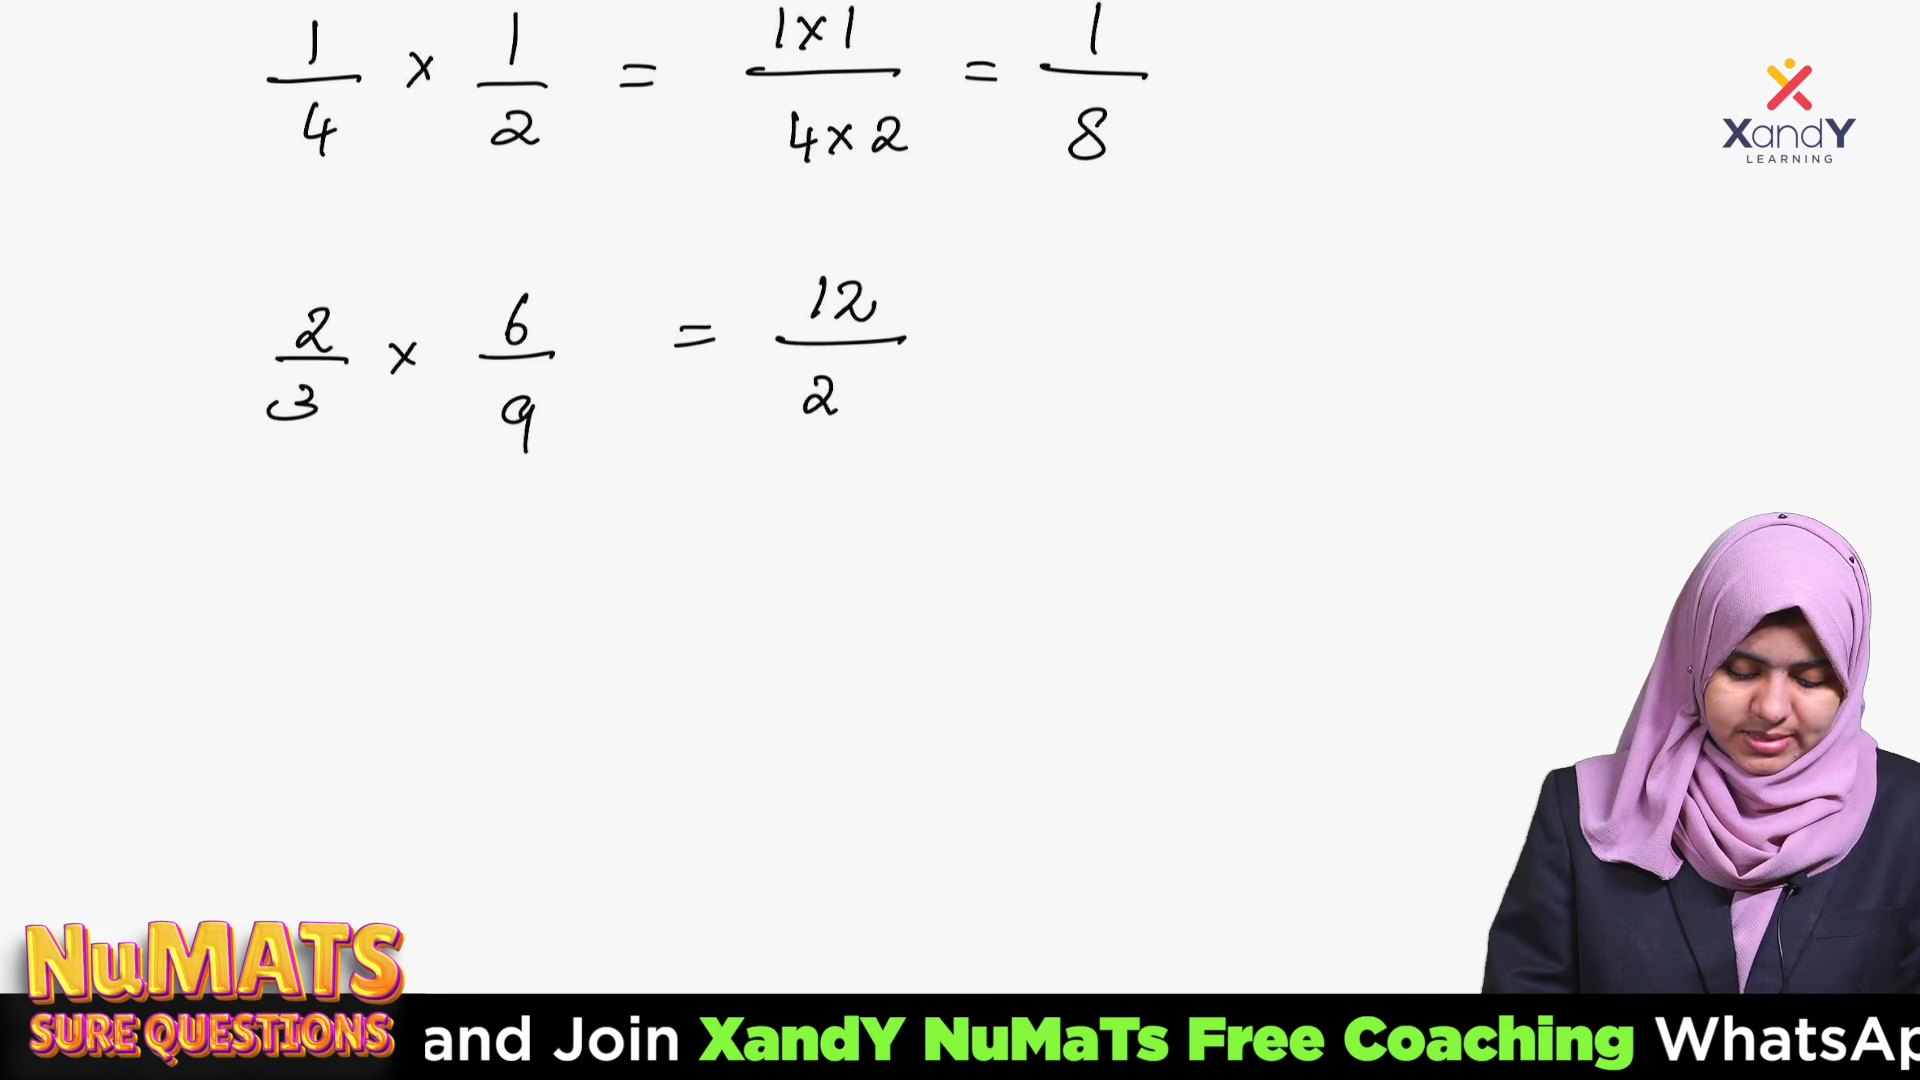 1/4 × 1/2 = 1×1/4×2 = 1/8
XandY
LEARNING
2/3 × 6/9 = 12/2
NuMATS
SURE QUESTIONS
and Join XandY NuMaTs Free Coaching WhatsAp